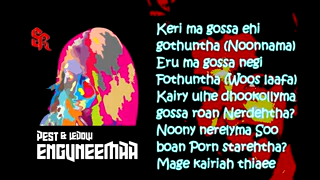 SR
PEST & LEDOW
ENGUNEEMAA
Keri ma gossa ehi
gothuntha (Noonnama)
Eru ma gossa negi
Fothuntha (Woos laafa)
Kairy ulhe dhookollyma
gossa roan Nerdehtha?
Noony nerelyma Soo
boan Porn starehtha?
Mage kairiah thiaee